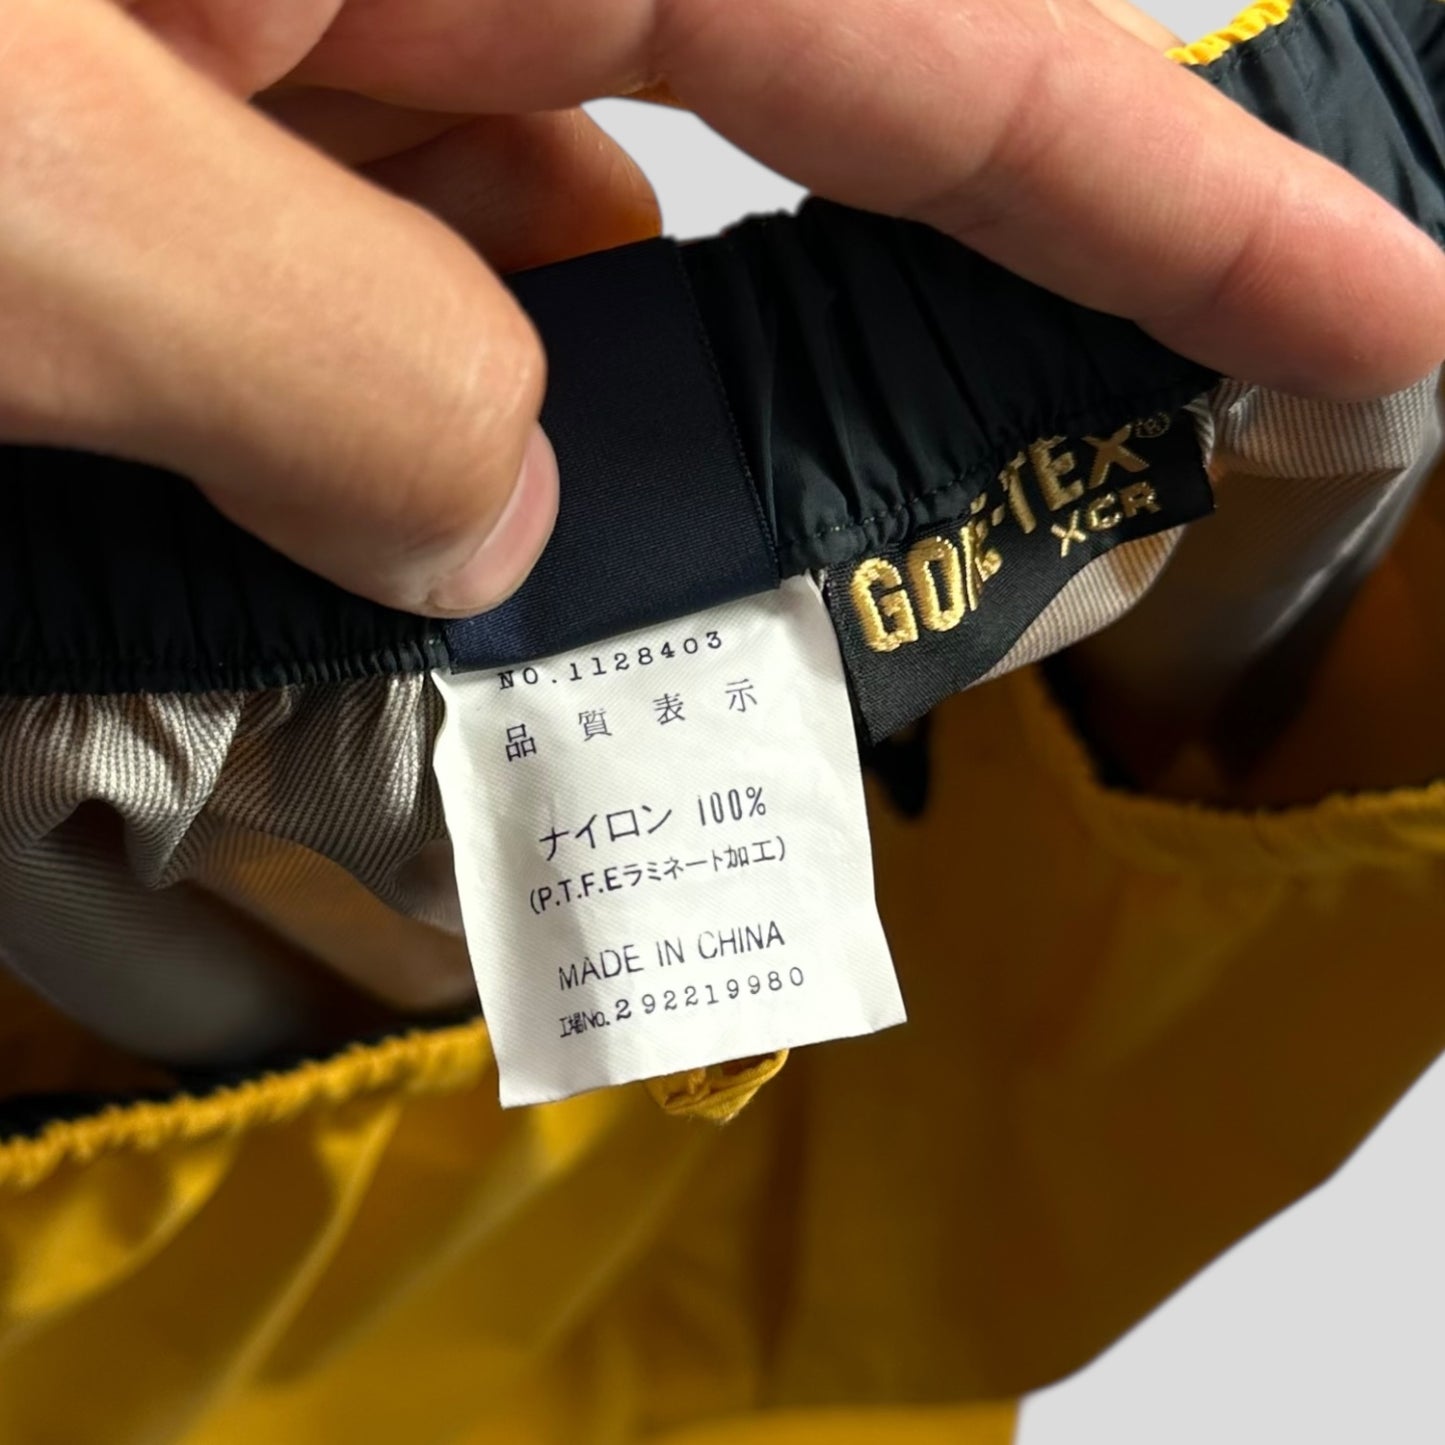 GORE-TEX®
XCR
NO.1128403
品質表示
ナイロン 100%
(P.T.F.Eラミネート加工)
MADE IN CHINA
工場No.292219980